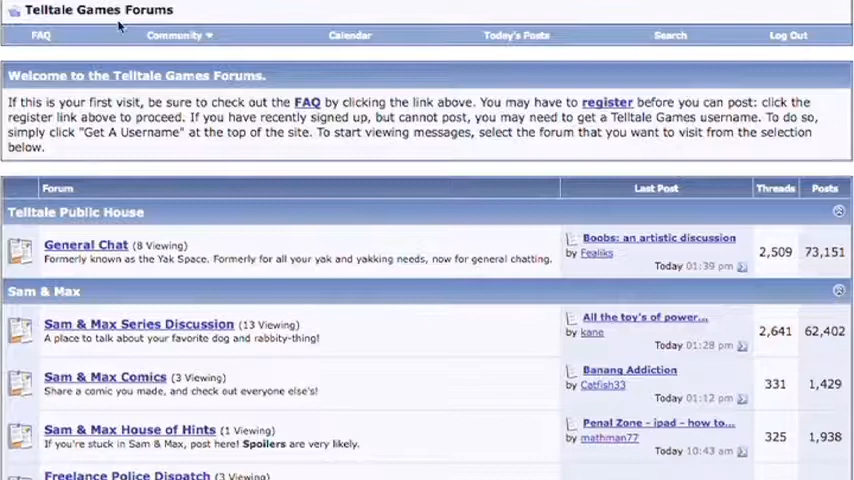 Telltale Games Forums
FAQ Community Calendar Today's Posts Search Log Out
Welcome to the Telltale Games Forums.
If this is your first visit, be sure to check out the FAQ by clicking the link above. You may have to register before you can post: click the
register link above to proceed. If you have recently signed up, but cannot post, you may need to get a Telltale Games username. To do so,
simply click "Get A Username" at the top of the site. To start viewing messages, select the forum that you want to visit from the selection
below.
Forum Last Post Threads Posts
Telltale Public House
General Chat (8 Viewing)
Formerly known as the Yak Space. Formerly for all your yak and yakking needs, now for general chatting.
Boobs: an artistic discussion
by Fealiks
Today 01:39 pm
2,509 73,151
Sam & Max
Sam & Max Series Discussion (13 Viewing)
A place to talk about your favorite dog and rabbity-thing!
All the toy's of power...
by kane
Today 01:28 pm
2,641 62,402
Sam & Max Comics (3 Viewing)
Share a comic you made, and check out everyone else's!
Banang Addiction
by Catfish33
Today 01:12 pm
331 1,429
Sam & Max House of Hints (1 Viewing)
If you're stuck in Sam & Max, post here! Spoilers are very likely.
Penal Zone - ipad - how to...
by mathman77
Today 10:43 am
325 1,938
Freelance Police Dispatch (3 Viewing)